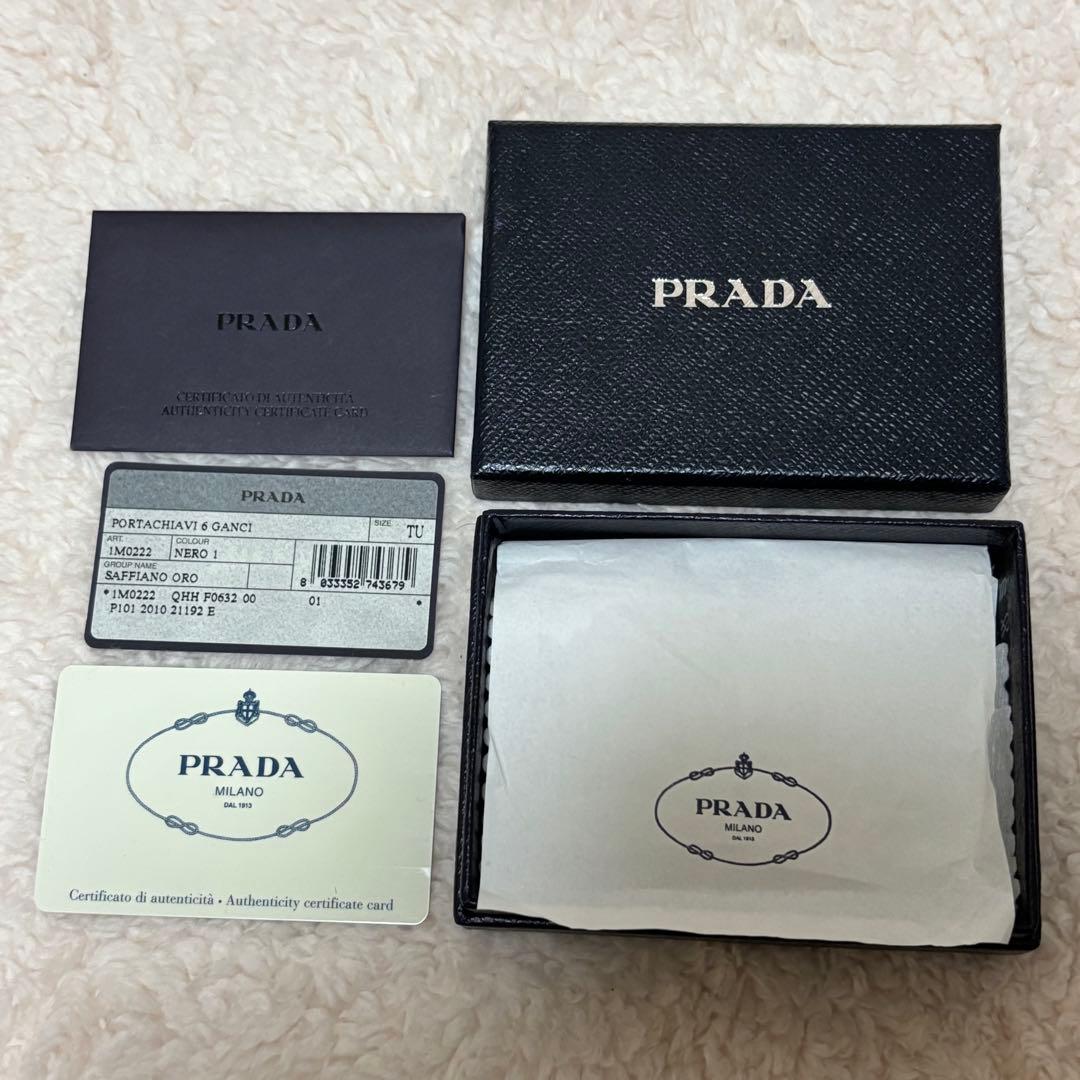 PRADA
CERTIFICATO DI AUTENTICITÀ
AUTHENTICITY CERTIFICATE CARD
PRADA
PRADA
PORTACHIAVI 6 GANCI
SIZE TU
ART. 1M0222 COLOUR NERO 1
GROUP NAME
SAFFIANO ORO
8 033352 743679
*1M0222 QHH F0632 00 01 *
P101 2010 21192 E
PRADA
MILANO
DAL 1913
Certificato di autenticità • Authenticity certificate card
PRADA
MILANO
DAL 1913